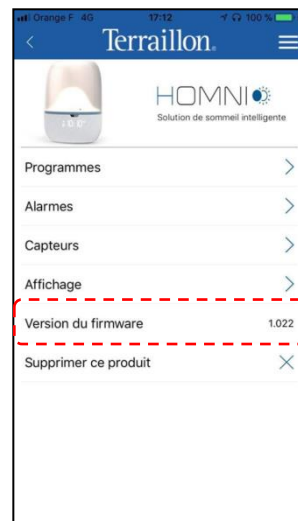 Orange F 4G 17:12 100 %
Terraillon®
HOMNI
Solution de sommeil intelligente
Programmes
Alarmes
Capteurs
Affichage
Version du firmware 1.022
Supprimer ce produit